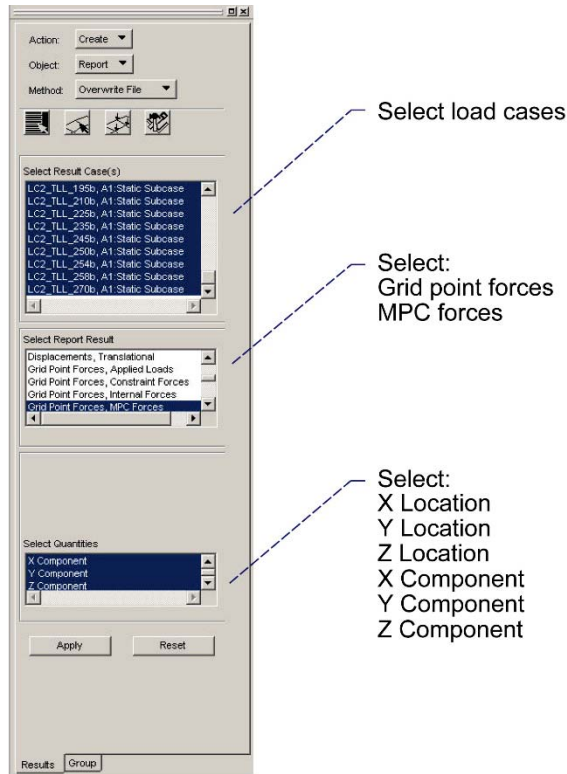 Action: Create
Object: Report
Method: Overwrite File
Select Result Case(s)
LC2_TLL_195b, A1:Static Subcase
LC2_TLL_210b, A1:Static Subcase
LC2_TLL_225b, A1:Static Subcase
LC2_TLL_235b, A1:Static Subcase
LC2_TLL_245b, A1:Static Subcase
LC2_TLL_250b, A1:Static Subcase
LC2_TLL_254b, A1:Static Subcase
LC2_TLL_258b, A1:Static Subcase
LC2_TLL_270b, A1:Static Subcase
Select load cases
Select Report Result
Displacements, Translational
Grid Point Forces, Applied Loads
Grid Point Forces, Constraint Forces
Grid Point Forces, Internal Forces
Grid Point Forces, MPC Forces
Select:
Grid point forces
MPC forces
Select Quantities
X Component
Y Component
Z Component
Select:
X Location
Y Location
Z Location
X Component
Y Component
Z Component
Apply Reset
Results Group